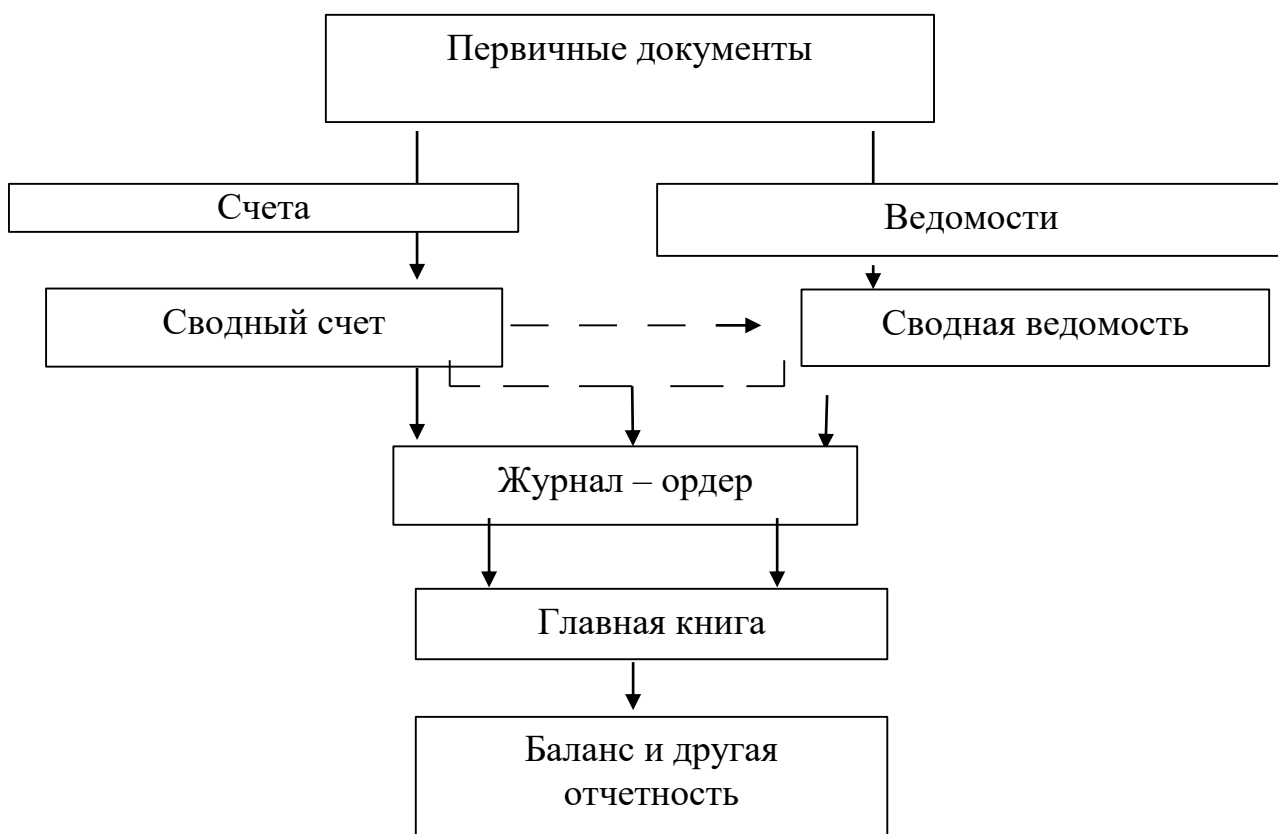 Первичные документы
Счета
Ведомости
Сводный счет
Сводная ведомость
Журнал – ордер
Главная книга
Баланс и другая
отчетность